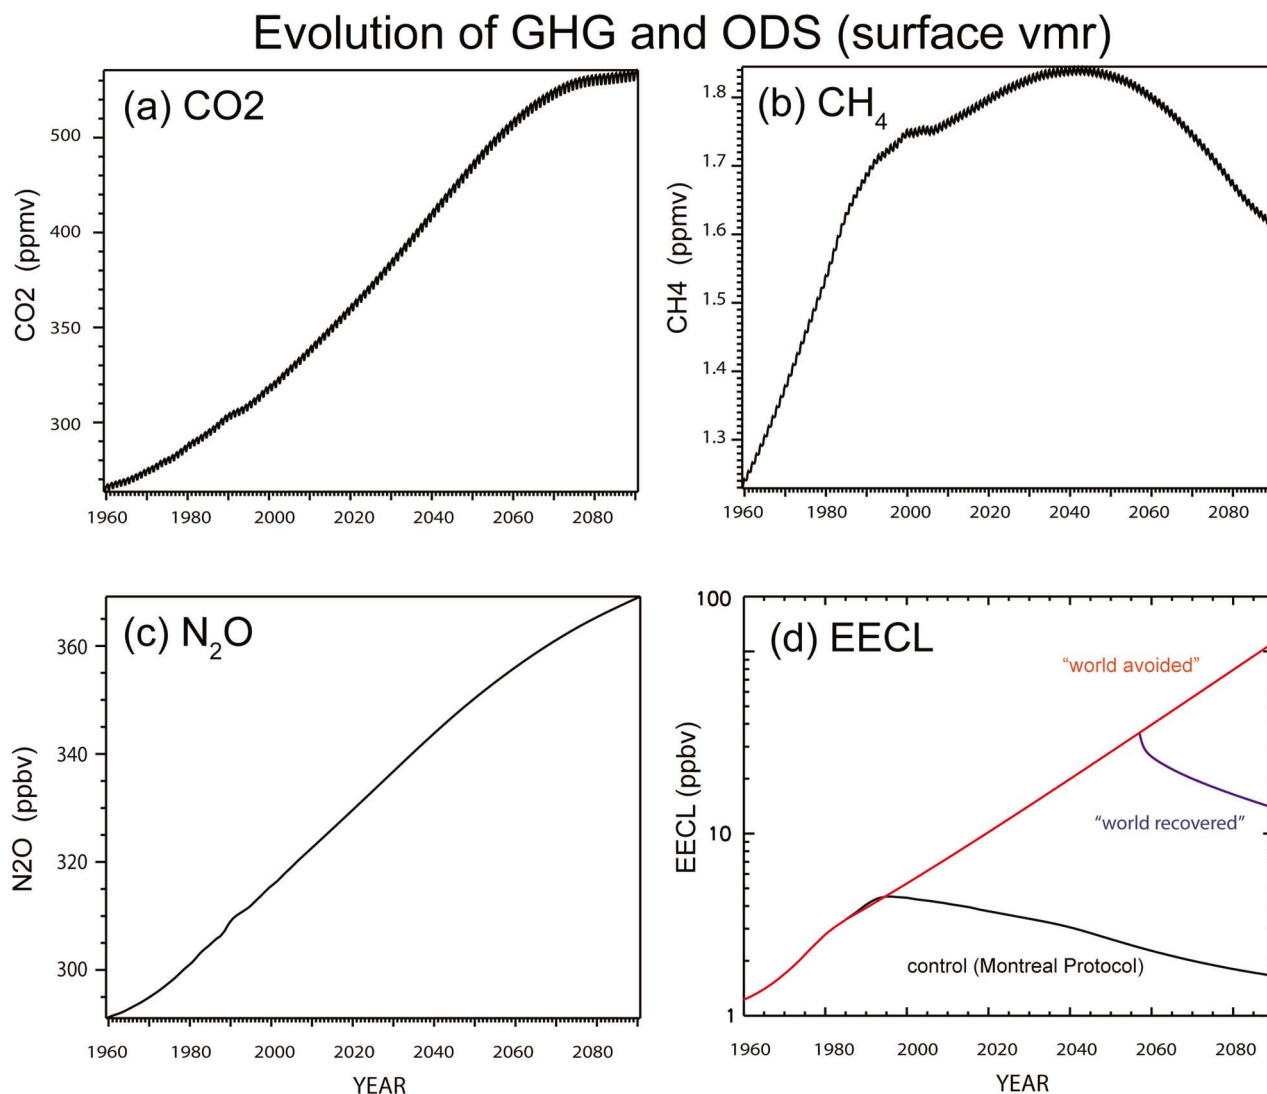 Evolution of GHG and ODS (surface vmr)
(a) CO2
CO2 (ppmv)
500
400
350
300
1960 1980 2000 2020 2040 2060 2080
(b) CH4
CH4 (ppmv)
1.8
1.7
1.6
1.5
1.4
1.3
1960 1980 2000 2020 2040 2060 2080
(c) N2O
N2O (ppbv)
360
340
320
300
1960 1980 2000 2020 2040 2060 2080
YEAR
(d) EECL
EECL (ppbv)
100
10
1
"world avoided"
"world recovered"
control (Montreal Protocol)
1960 1980 2000 2020 2040 2060 2080
YEAR